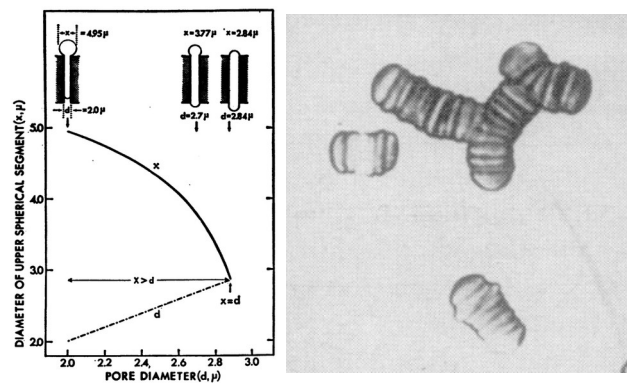 x =4.95μ
x=3.77μ x=2.84μ
d =2.0μ
d=2.7μ d=2.84μ
DIAMETER OF UPPER SPHERICAL SEGMENT(x,μ)
5.0
4.0
3.0
2.0
x
x>d
x=d
d
2.0 2.2 2.4 2.6 2.8 3.0
PORE DIAMETER(d,μ)